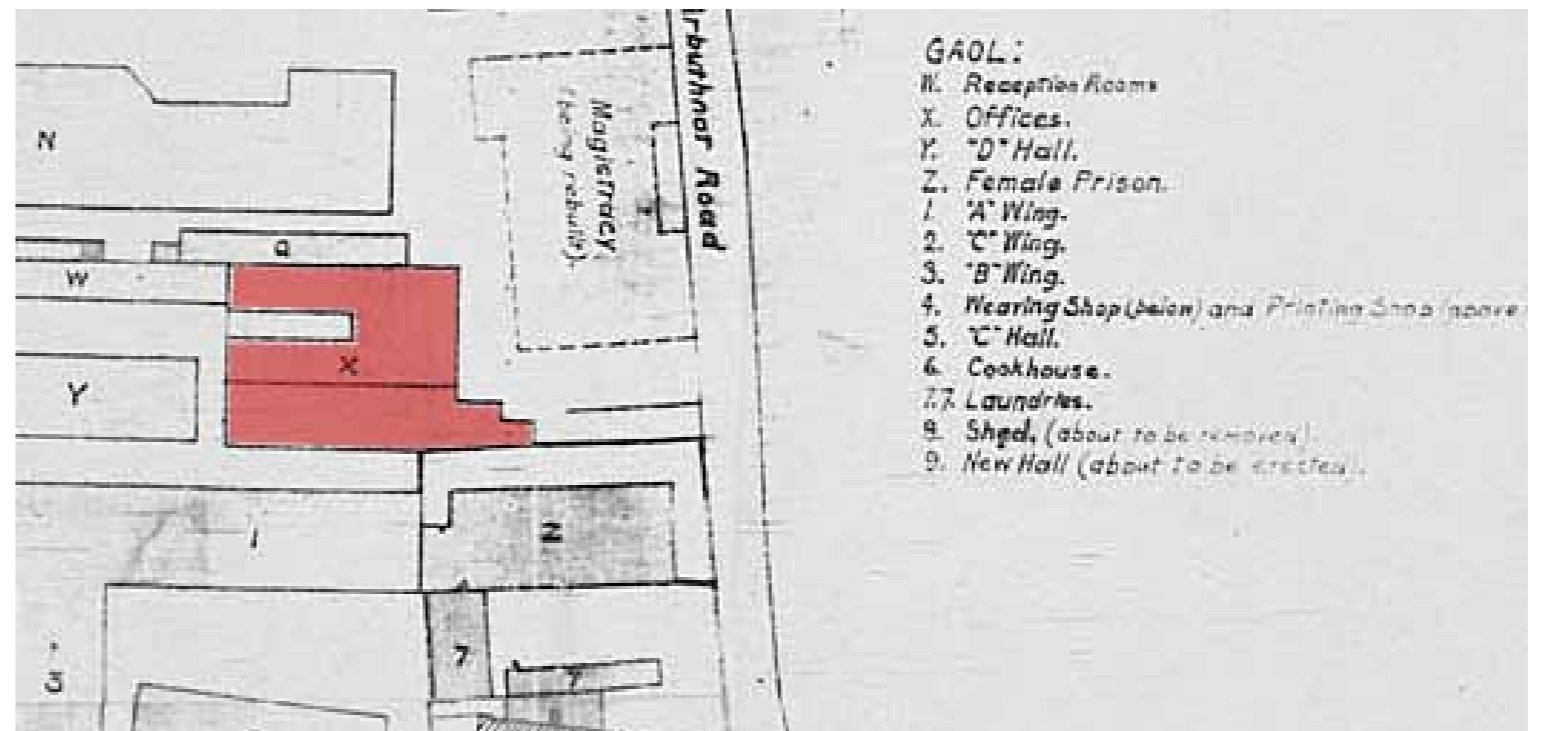 GAOL:
W. Reception Rooms
X. Offices.
Y. "D" Hall.
Z. Female Prison.
1. "A" Wing.
2. "C" Wing.
3. "B" Wing.
4. Wearing Shop (below) and Printing Shop (above
5. "C" Hall.
6. Cookhouse.
7.7. Laundries.
8. Shed. (about to be removed).
9. New Hall (about to be erected).
rbuthnot Road
Magistracy
(being rebuilt).
N
Q
W
X
Y
1
Z
7
7
3